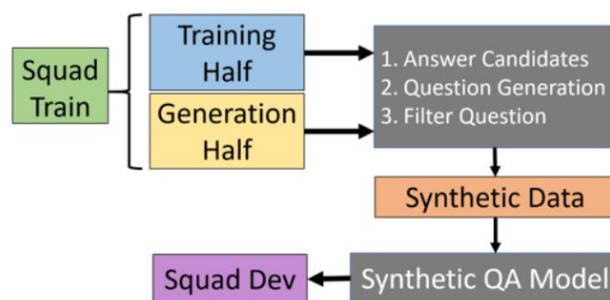 Squad
Train
Training
Half
Generation
Half
1. Answer Candidates
2. Question Generation
3. Filter Question
Synthetic Data
Synthetic QA Model
Squad Dev